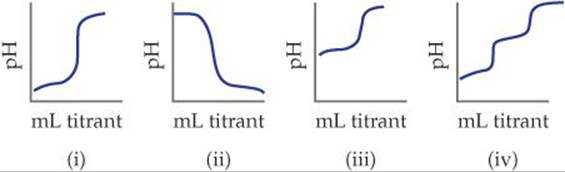 pH
mL titrant
(i)
pH
mL titrant
(ii)
pH
mL titrant
(iii)
pH
mL titrant
(iv)